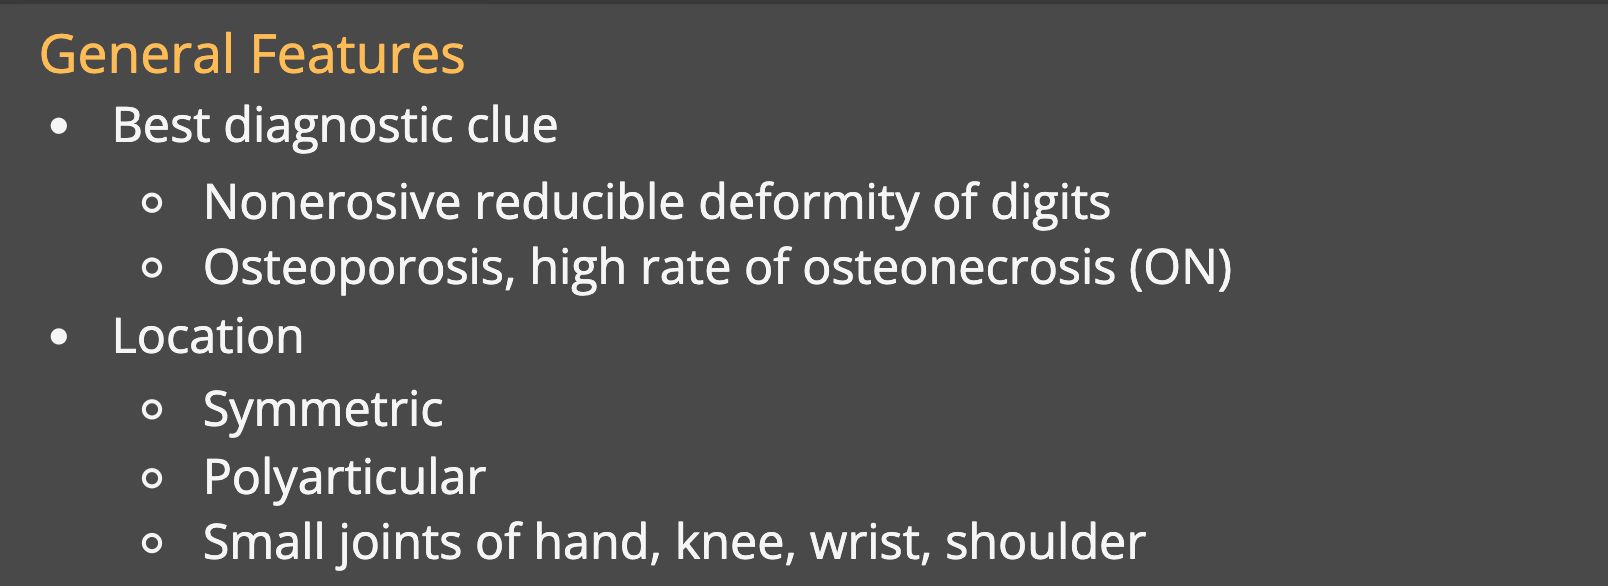 General Features
• Best diagnostic clue
○ Nonerosive reducible deformity of digits
○ Osteoporosis, high rate of osteonecrosis (ON)
• Location
○ Symmetric
○ Polyarticular
○ Small joints of hand, knee, wrist, shoulder